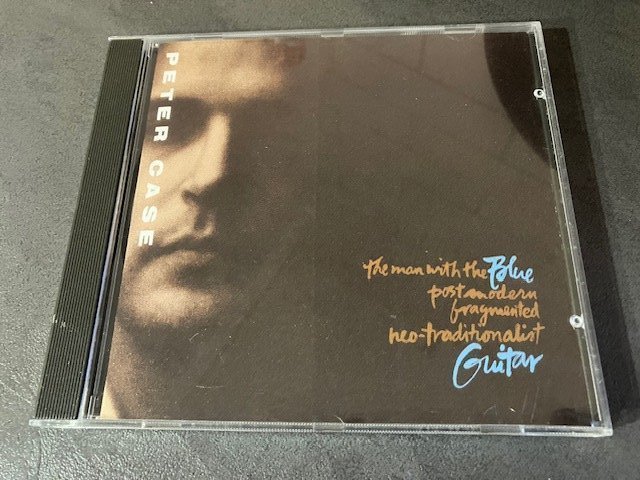 PETER CASE
the man with the Blue
post modern
fragmented
neo-traditionalist
Guitar